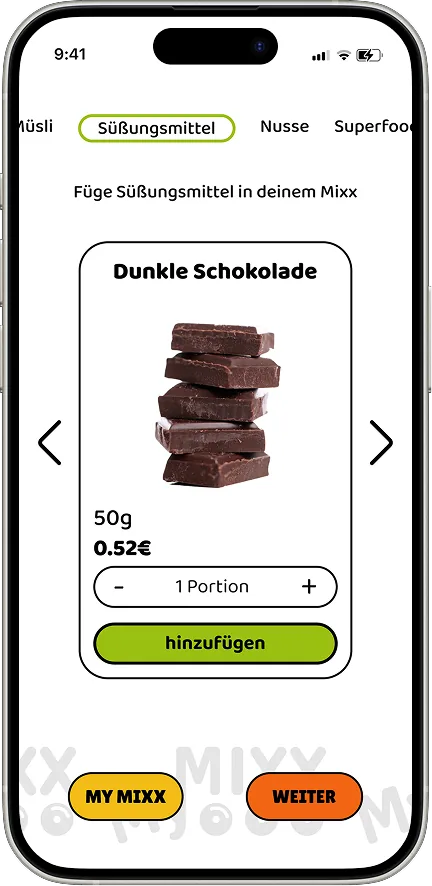 9:41
Müsli Süßungsmittel Nusse Superfood
Füge Süßungsmittel in deinem Mixx
Dunkle Schokolade
50g
0.52€
- 1 Portion +
hinzufügen
MIXX
MY MIXX WEITER